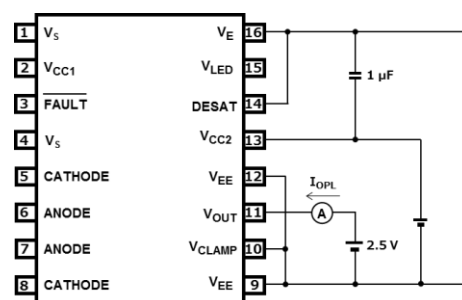 1 VS VE 16
2 VCC1 VLED 15
3 FAULT DESAT 14
4 VS VCC2 13
5 CATHODE VEE 12
6 ANODE VOUT 11
7 ANODE VCLAMP 10
8 CATHODE VEE 9
1 µF
IOPL
A
2.5 V